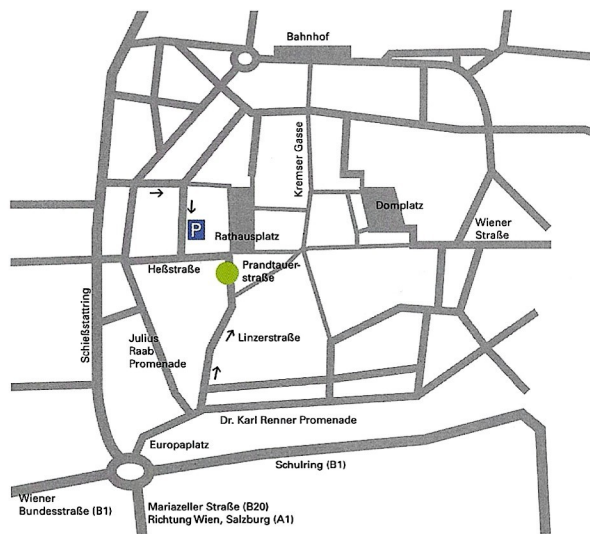 Bahnhof
Kremser Gasse
Domplatz
P
Rathausplatz
Wiener
Straße
Heßstraße
Prandtauer-
straße
Schießstattring
Julius
Raab
Promenade
Linzerstraße
Dr. Karl Renner Promenade
Europaplatz
Schulring (B1)
Wiener
Bundesstraße (B1)
Mariazeller Straße (B20)
Richtung Wien, Salzburg (A1)